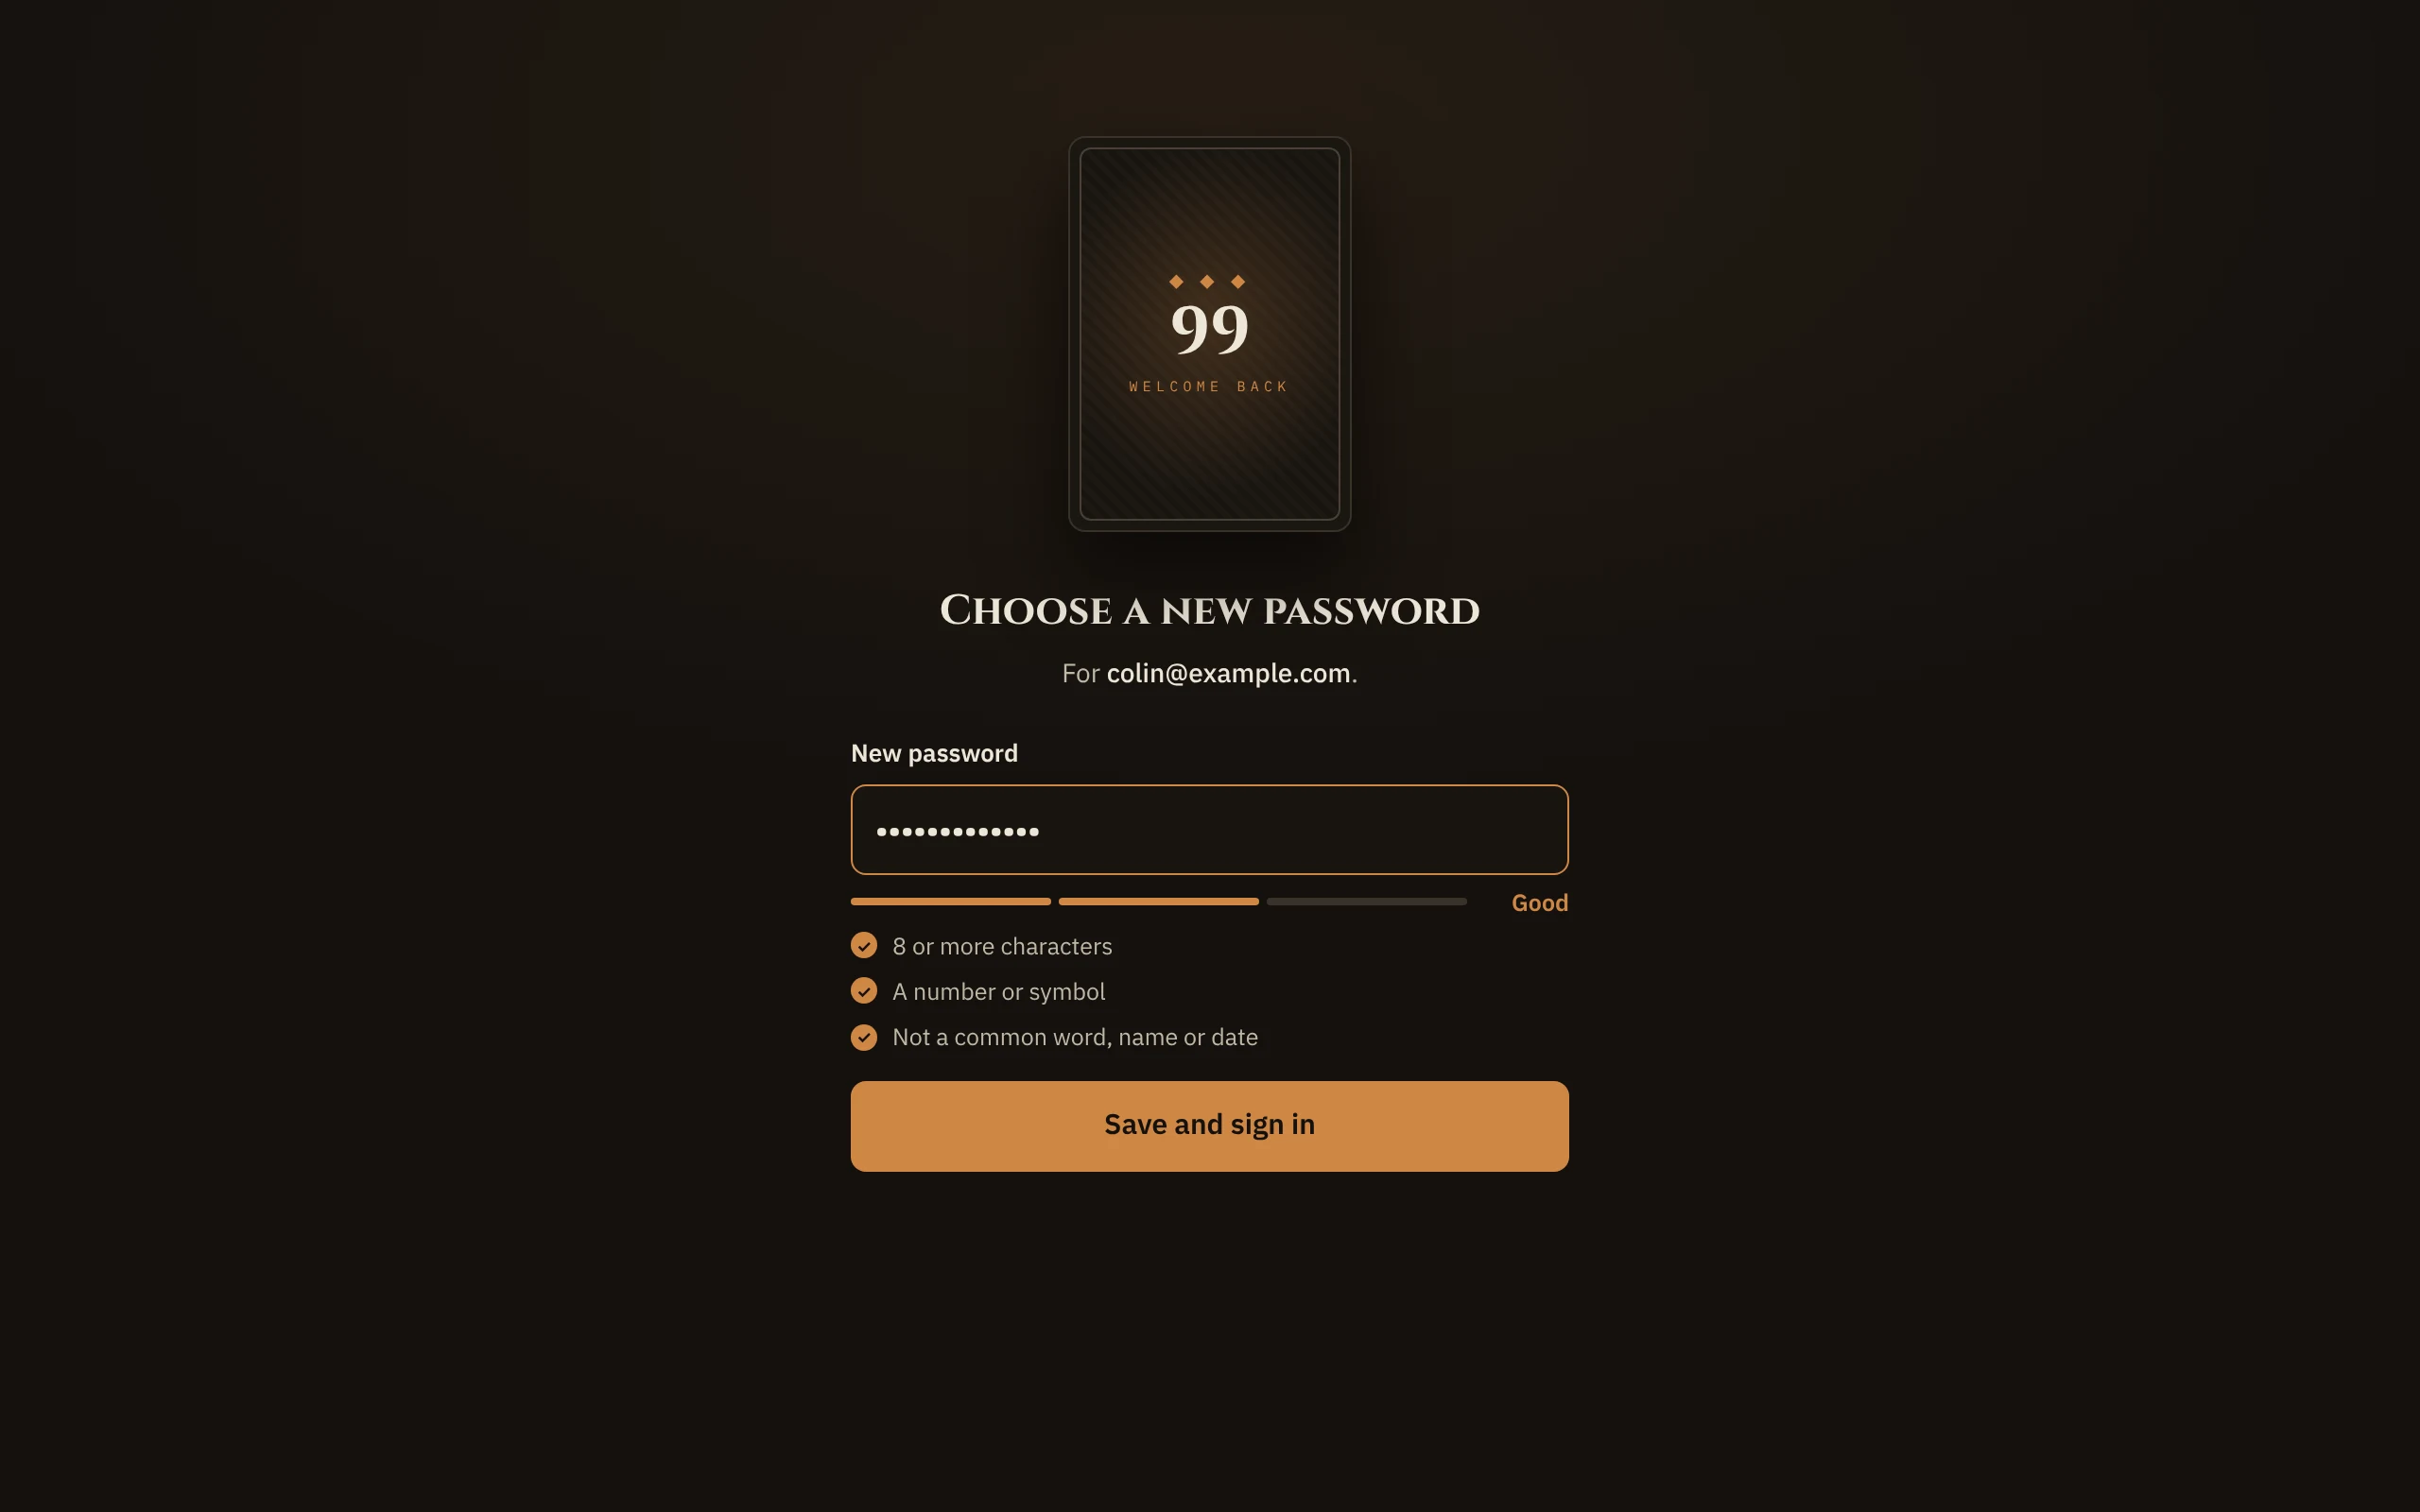 ◆ ◆ ◆
99
WELCOME BACK
Choose a new password
For colin@example.com.
New password
•••••••••••••
Good
8 or more characters
A number or symbol
Not a common word, name or date
Save and sign in